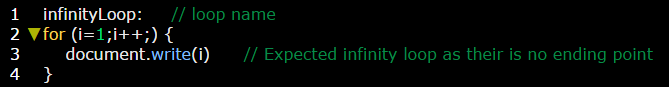 1 infinityLoop: // loop name
2 ▼for (i=1;i++;) {
3 document.write(i) // Expected infinity loop as their is no ending point
4 }